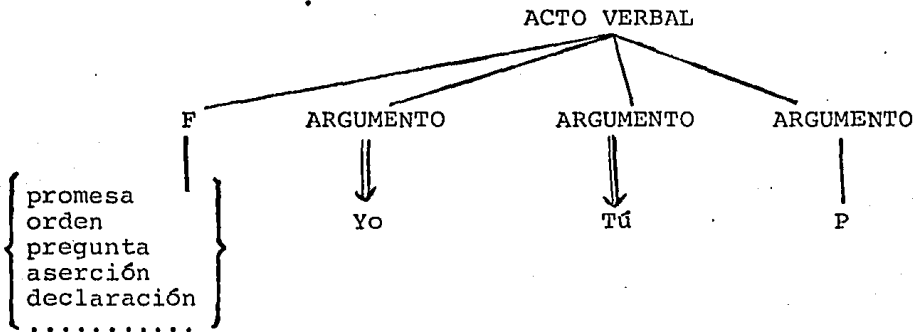 ACTO VERBAL
F ARGUMENTO ARGUMENTO ARGUMENTO
promesa
orden
pregunta
aserción
declaración
...........
Yo Tú P